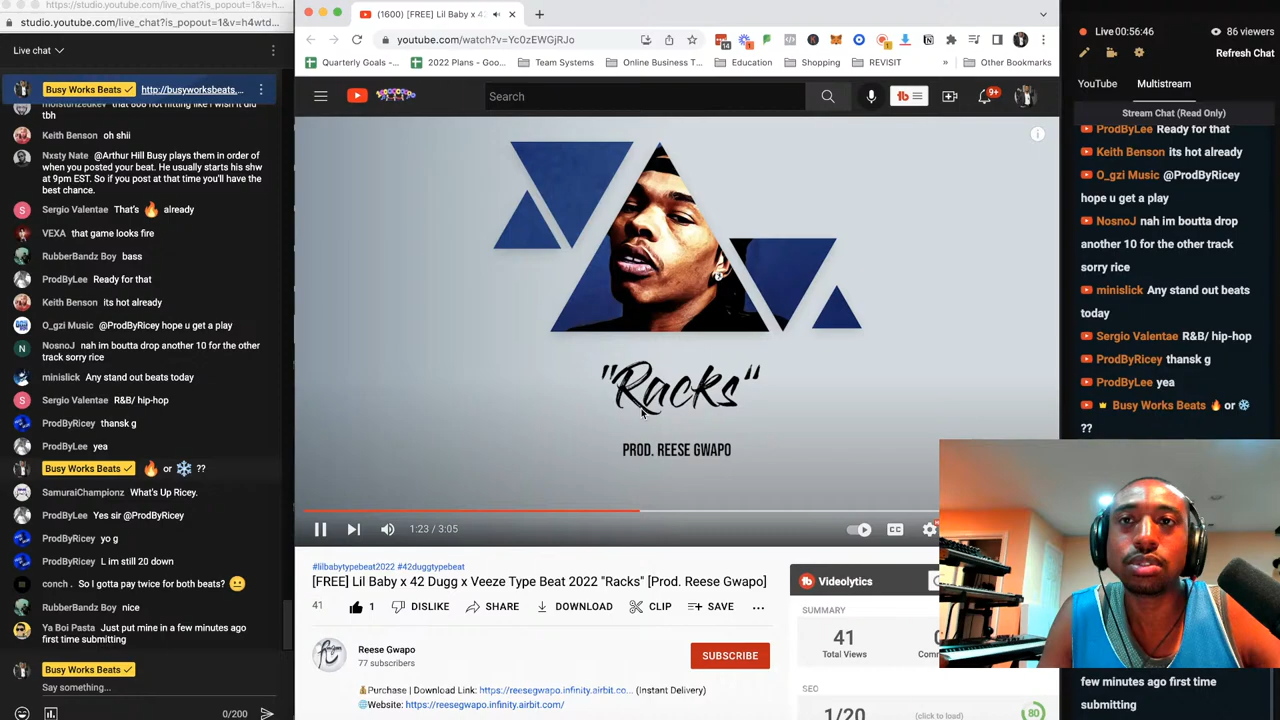 studio.youtube.com/live_chat?is_popout=1&v=h4wtd...
studio.youtube.com/live_chat?is_popout=1&v=h4wtd...
Live chat
Busy Works Beats http://busyworksbeats....
tbh
Keith Benson oh shii
Nxsty Nate @Arthur Hill Busy plays them in order of
when you posted your beat. He usually starts his shw
at 9pm EST. So if you post at that time you'll have the
best chance.
Sergio Valentae That's 🔥 already
VEXA that game looks fire
RubberBandz Boy bass
ProdByLee Ready for that
Keith Benson its hot already
O_gzi Music @ProdByRicey hope u get a play
NosnoJ nah im boutta drop another 10 for the other
track sorry rice
minislick Any stand out beats today
Sergio Valentae R&B/ hip-hop
ProdByRicey thansk g
ProdByLee yea
Busy Works Beats 🔥 or ❄️ ??
SamuraiChampionz What's Up Ricey.
ProdByLee Yes sir @ProdByRicey
ProdByRicey yo g
ProdByRicey L im still 20 down
conch . So I gotta pay twice for both beats? 😐
RubberBandz Boy nice
Ya Boi Pasta Just put mine in a few minutes ago
first time submitting
Busy Works Beats
Say something...
0/200
(1600) [FREE] Lil Baby x 4
youtube.com/watch?v=Yc0zEWGjRJo
Quarterly Goals -...
2022 Plans - Goo...
Team Systems
Online Business T...
Education
Shopping
REVISIT
»
Other Bookmarks
Search
9+
"Racks"
PROD. REESE GWAPO
1:23 / 3:05
CC
#lilbabytypebeat2022 #42duggtypebeat
[FREE] Lil Baby x 42 Dugg x Veeze Type Beat 2022 "Racks" [Prod. Reese Gwapo]
41
1
DISLIKE
SHARE
DOWNLOAD
CLIP
SAVE
Reese Gwapo
77 subscribers
SUBSCRIBE
💰Purchase | Download Link: https://reesegwapo.infinity.airbit.co... (Instant Delivery)
🌐Website: https://reesegwapo.infinity.airbit.com/
Videolytics
SUMMARY
41
Total Views
SEO
1/20
(click to load)
80
Live 00:56:46
86 viewers
Refresh Chat
YouTube
Multistream
Stream Chat (Read Only)
ProdByLee Ready for that
Keith Benson its hot already
O_gzi Music @ProdByRicey
hope u get a play
NosnoJ nah im boutta drop
another 10 for the other track
sorry rice
minislick Any stand out beats
today
Sergio Valentae R&B/ hip-hop
ProdByRicey thansk g
ProdByLee yea
Busy Works Beats 🔥 or ❄️
??
few minutes ago first time
submitting